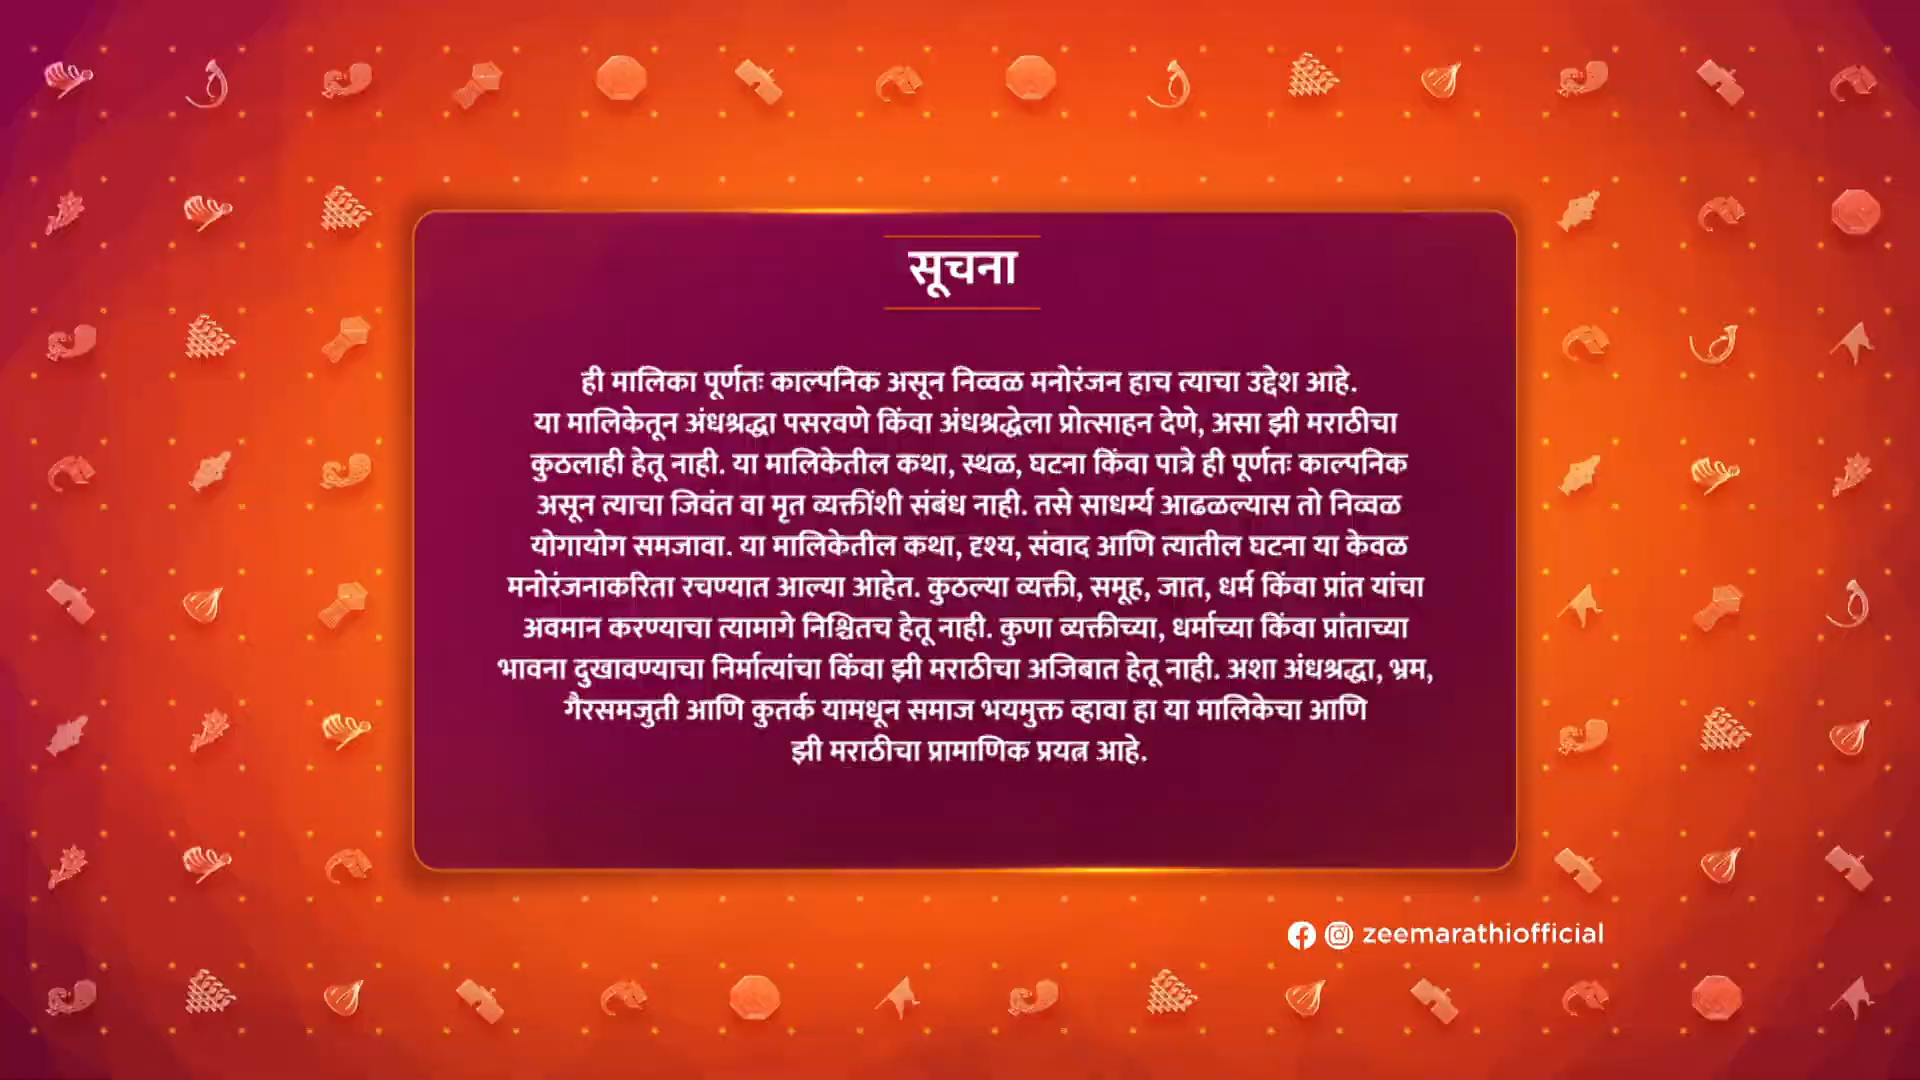 सूचना
ही मालिका पूर्णतः काल्पनिक असून निव्वळ मनोरंजन हाच त्याचा उद्देश आहे.
या मालिकेतून अंधश्रद्धा पसरवणे किंवा अंधश्रद्धेला प्रोत्साहन देणे, असा झी मराठीचा
कुठलाही हेतू नाही. या मालिकेतील कथा, स्थळ, घटना किंवा पात्रे ही पूर्णतः काल्पनिक
असून त्याचा जिवंत वा मृत व्यक्तींशी संबंध नाही. तसे साधर्म्य आढळल्यास तो निव्वळ
योगायोग समजावा. या मालिकेतील कथा, दृश्य, संवाद आणि त्यातील घटना या केवळ
मनोरंजनाकरिता रचण्यात आल्या आहेत. कुठल्या व्यक्ती, समूह, जात, धर्म किंवा प्रांत यांचा
अवमान करण्याचा त्यामागे निश्चितच हेतू नाही. कुणा व्यक्तीच्या, धर्माच्या किंवा प्रांताच्या
भावना दुखावण्याचा निर्मात्यांचा किंवा झी मराठीचा अजिबात हेतू नाही. अशा अंधश्रद्धा, भ्रम,
गैरसमजुती आणि कुतर्क यामधून समाज भयमुक्त व्हावा हा या मालिकेचा आणि
झी मराठीचा प्रामाणिक प्रयत्न आहे.
zeemarathiofficial